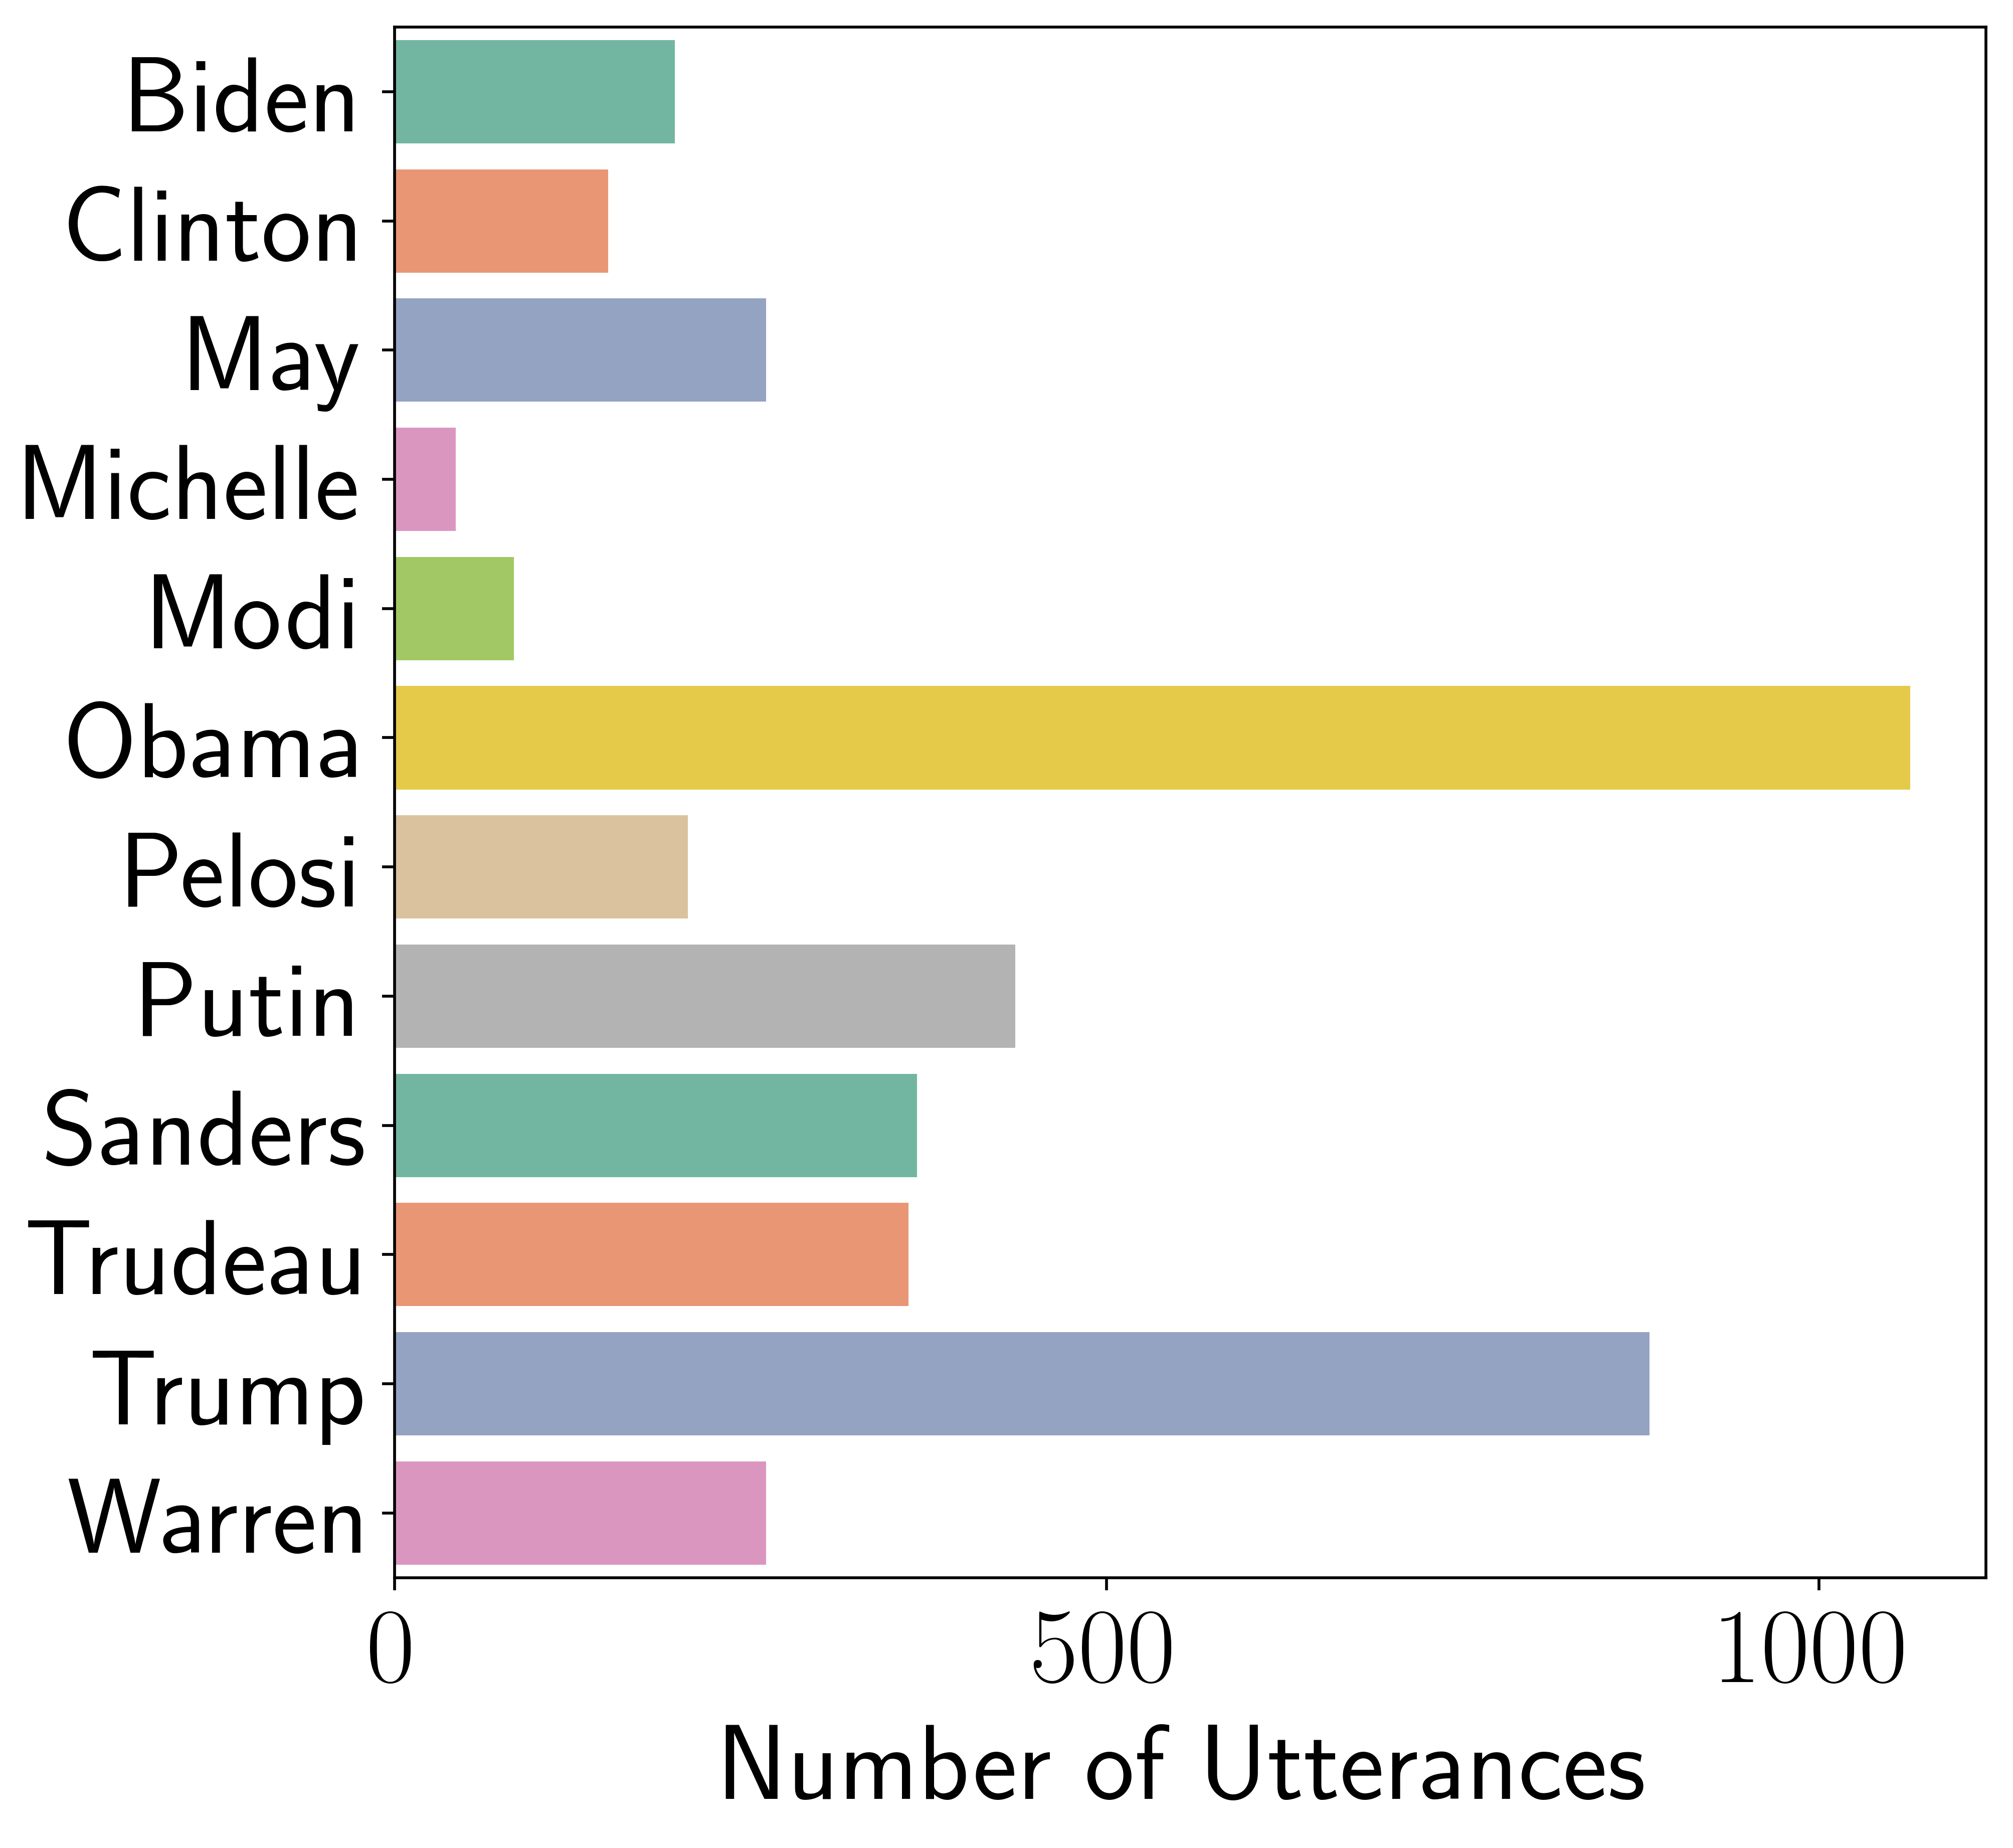 Biden
Clinton
May
Michelle
Modi
Obama
Pelosi
Putin
Sanders
Trudeau
Trump
Warren
0 500 1000
Number of Utterances